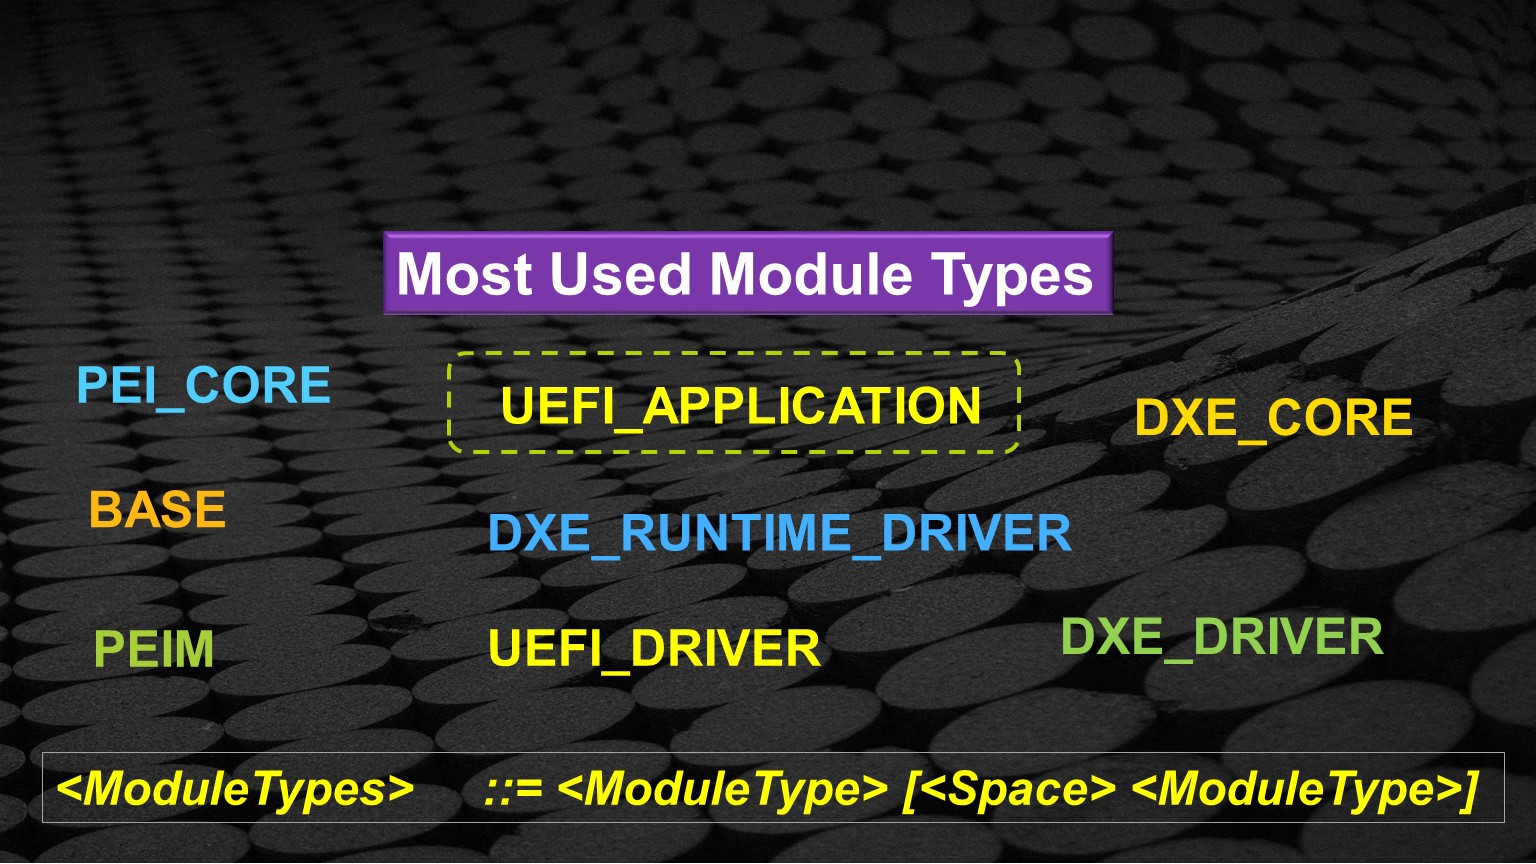 Most Used Module Types
PEI_CORE
UEFI_APPLICATION
DXE_CORE
BASE
DXE_RUNTIME_DRIVER
PEIM
UEFI_DRIVER
DXE_DRIVER
<ModuleTypes> ::= <ModuleType> [<Space> <ModuleType>]